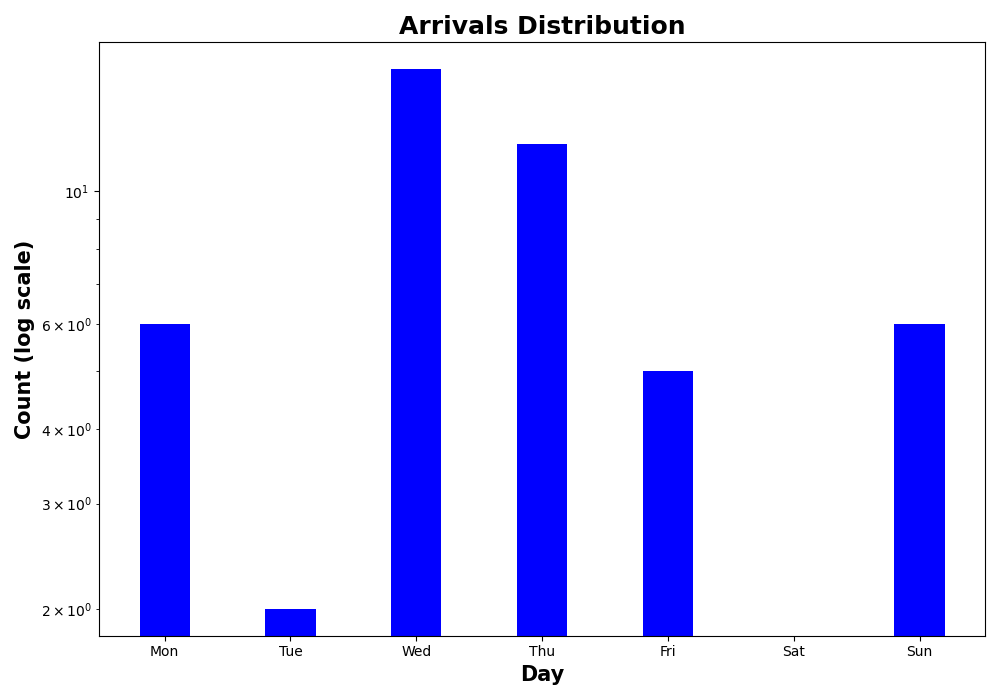 Arrivals Distribution
Count (log scale)
10¹
6 × 10⁰
4 × 10⁰
3 × 10⁰
2 × 10⁰
Mon Tue Wed Thu Fri Sat Sun
Day